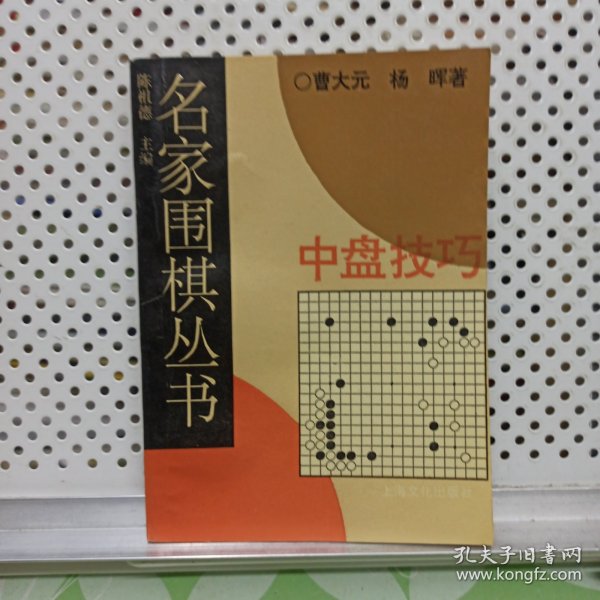 名家围棋丛书
陈祖德 主编
○曹大元 杨 晖著
中盘技巧
上海文化出版社
孔夫子旧书网
www.kongfz.com